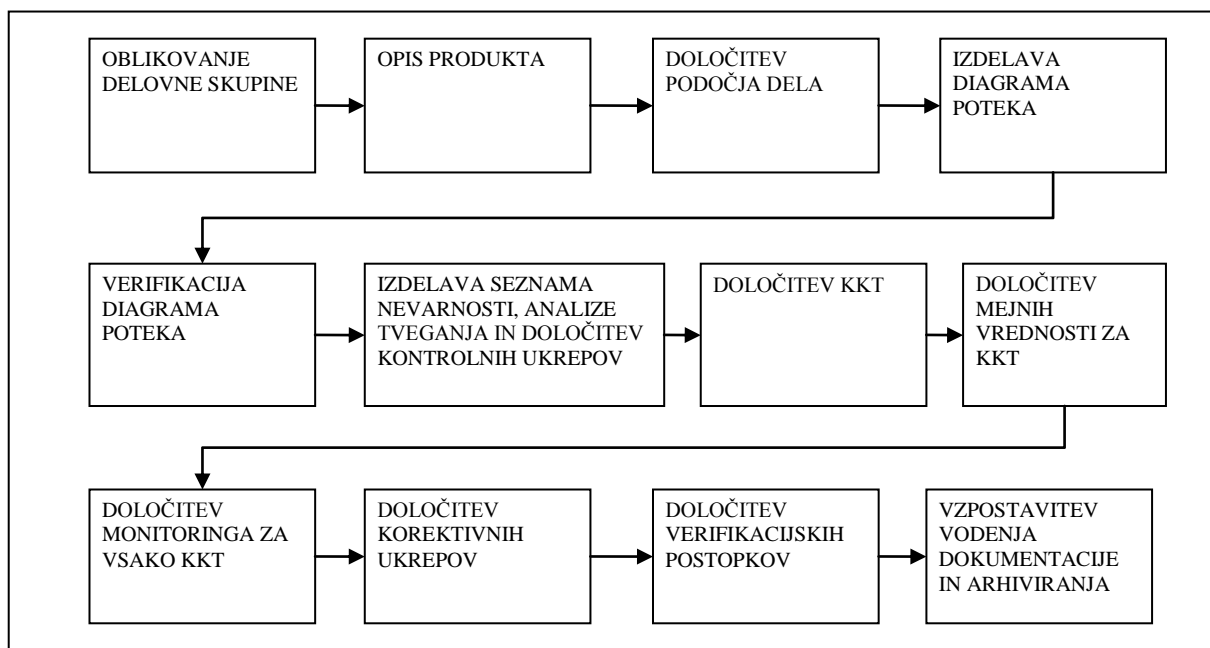 OBLIKOVANJE
DELOVNE SKUPINE
OPIS PRODUKTA
DOLOČITEV
PODOČJA DELA
IZDELAVA
DIAGRAMA
POTEKA
VERIFIKACIJA
DIAGRAMA
POTEKA
IZDELAVA SEZNAMA
NEVARNOSTI, ANALIZE
TVEGANJA IN DOLOČITEV
KONTROLNIH UKREPOV
DOLOČITEV KKT
DOLOČITEV
MEJNIH
VREDNOSTI ZA
KKT
DOLOČITEV
MONITORINGA ZA
VSAKO KKT
DOLOČITEV
KOREKTIVNIH
UKREPOV
DOLOČITEV
VERIFIKACIJSKIH
POSTOPKOV
VZPOSTAVITEV
VODENJA
DOKUMENTACIJE
IN ARHIVIRANJA